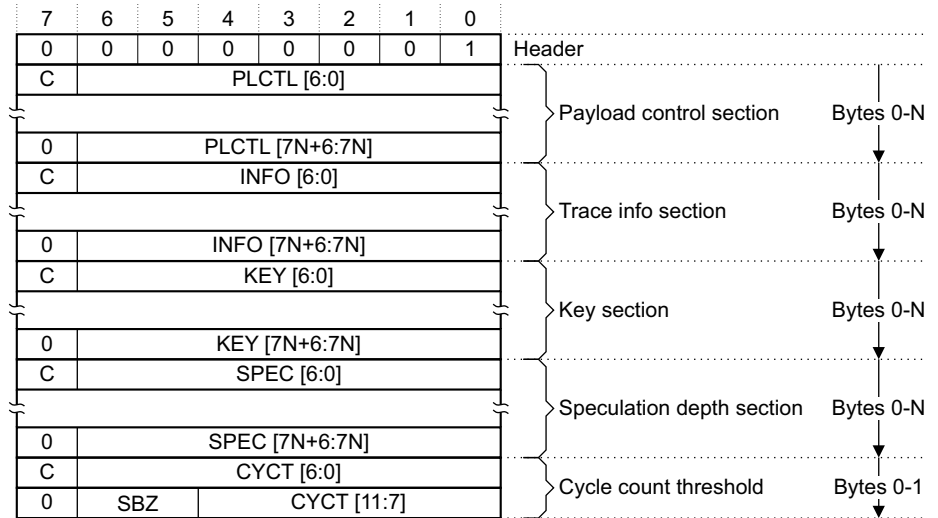 7 6 5 4 3 2 1 0
0 0 0 0 0 0 0 1 Header
C PLCTL [6:0]
Payload control section Bytes 0-N
0 PLCTL [7N+6:7N]
C INFO [6:0]
Trace info section Bytes 0-N
0 INFO [7N+6:7N]
C KEY [6:0]
Key section Bytes 0-N
0 KEY [7N+6:7N]
C SPEC [6:0]
Speculation depth section Bytes 0-N
0 SPEC [7N+6:7N]
C CYCT [6:0]
Cycle count threshold Bytes 0-1
0 SBZ CYCT [11:7]